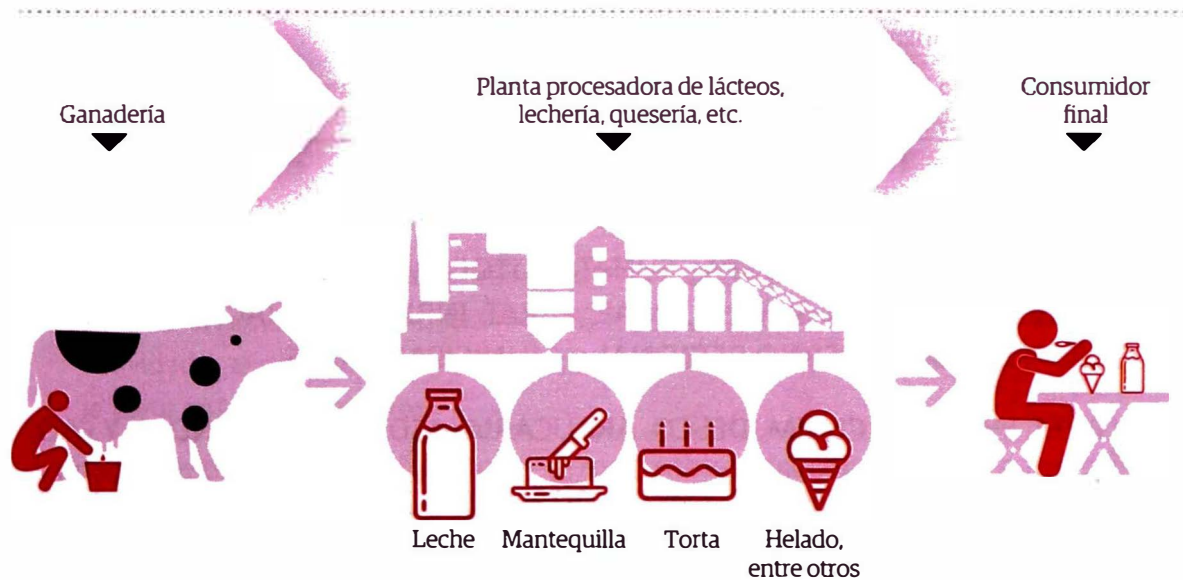 Ganadería
Planta procesadora de lácteos,
lechería, quesería, etc.
Consumidor
final
Leche
Mantequilla
Torta
Helado,
entre otros